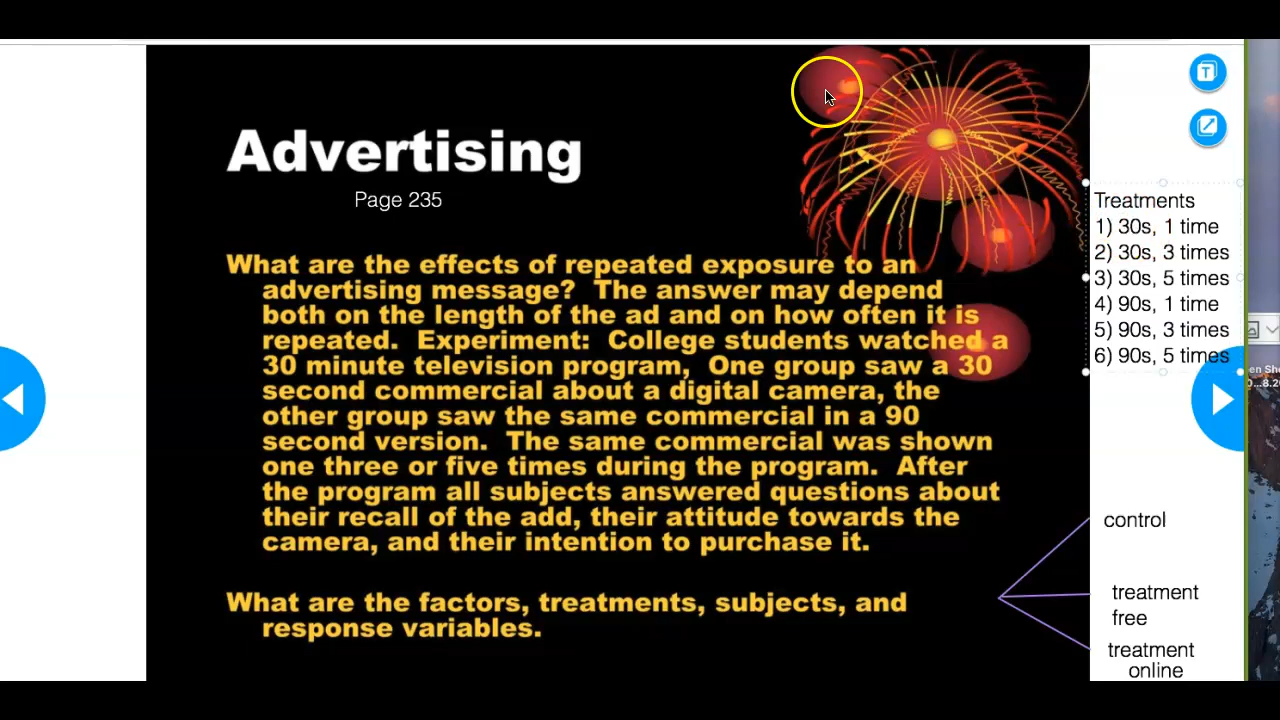 Advertising
Page 235
What are the effects of repeated exposure to an
advertising message? The answer may depend
both on the length of the ad and on how often it is
repeated. Experiment: College students watched a
30 minute television program, One group saw a 30
second commercial about a digital camera, the
other group saw the same commercial in a 90
second version. The same commercial was shown
one three or five times during the program. After
the program all subjects answered questions about
their recall of the add, their attitude towards the
camera, and their intention to purchase it.
What are the factors, treatments, subjects, and
response variables.
T
Treatments
1) 30s, 1 time
2) 30s, 3 times
3) 30s, 5 times
4) 90s, 1 time
5) 90s, 3 times
6) 90s, 5 times
control
treatment
free
treatment
online